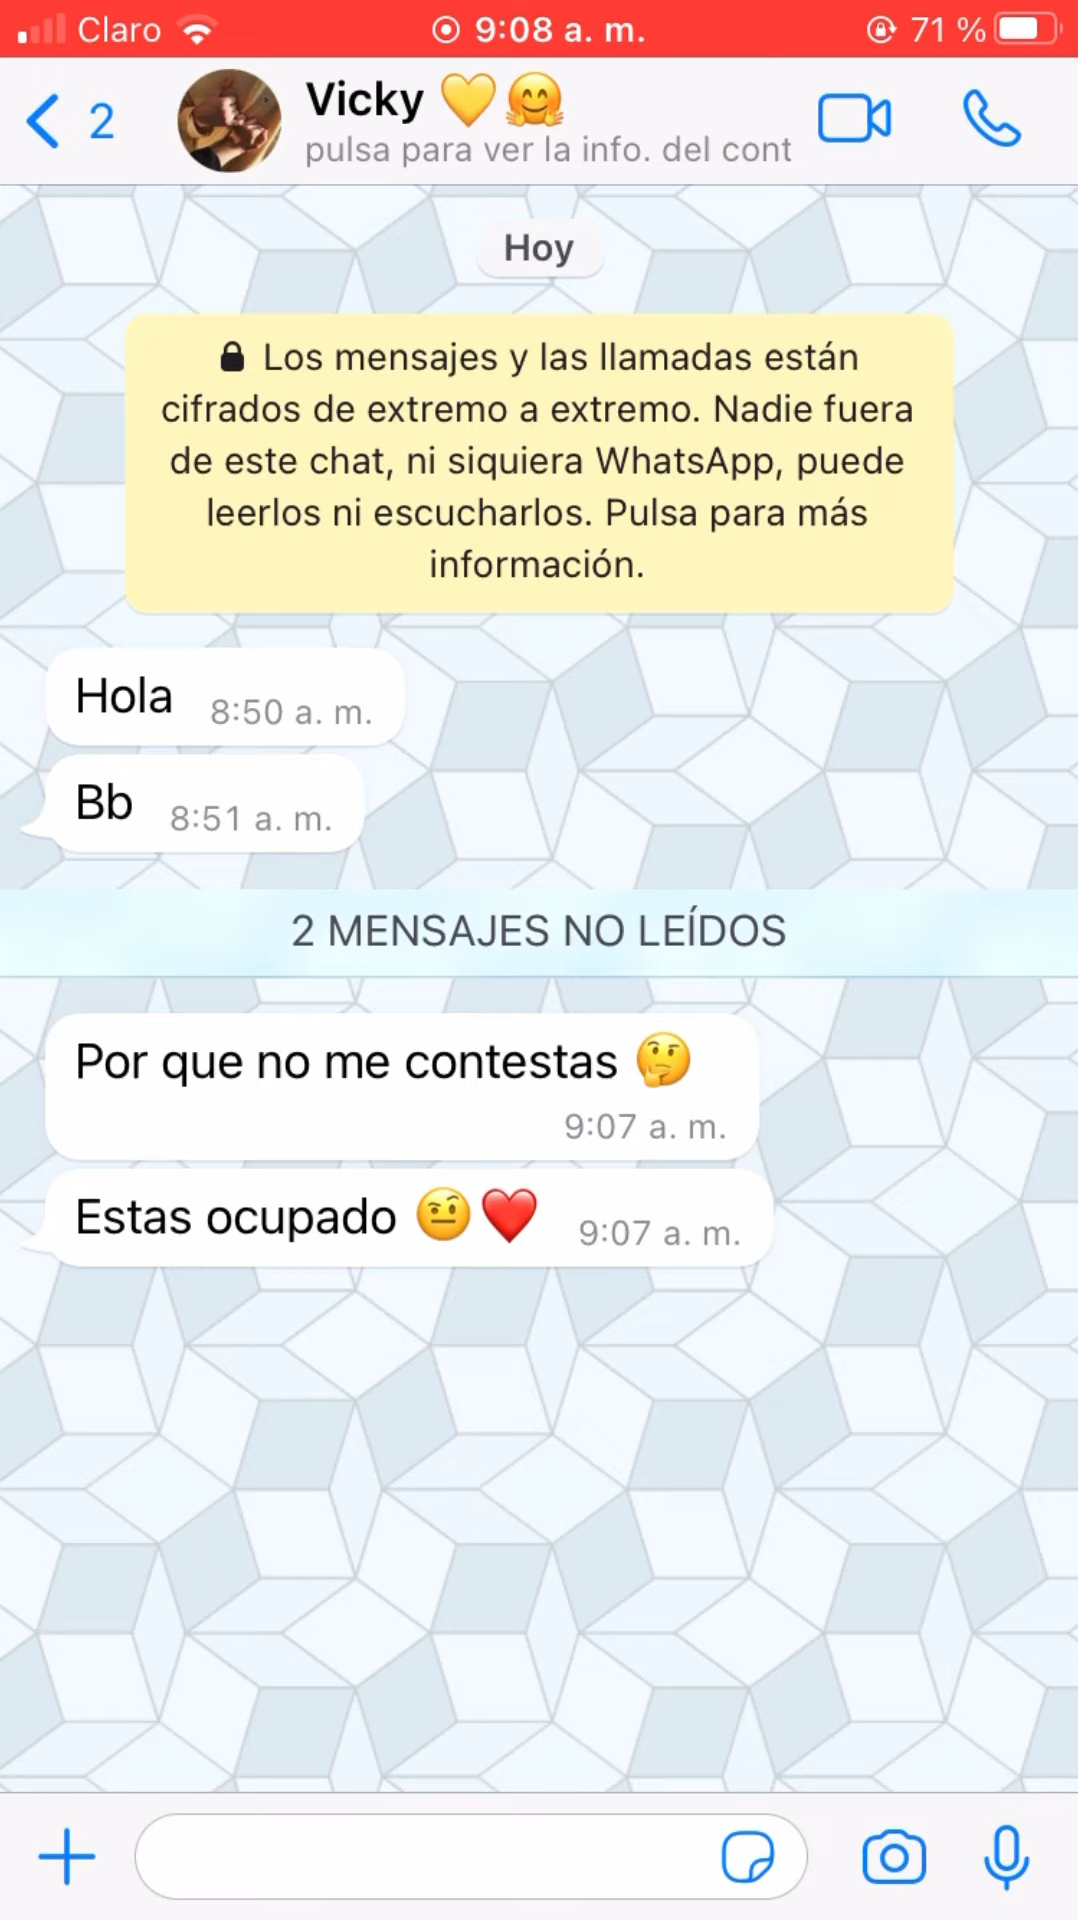 Claro 9:08 a. m. 71 %
2 Vicky 💛🤗
pulsa para ver la info. del cont
Hoy
🔒 Los mensajes y las llamadas están
cifrados de extremo a extremo. Nadie fuera
de este chat, ni siquiera WhatsApp, puede
leerlos ni escucharlos. Pulsa para más
información.
Hola 8:50 a. m.
Bb 8:51 a. m.
2 MENSAJES NO LEÍDOS
Por que no me contestas 🤔
9:07 a. m.
Estas ocupado 🤨❤️ 9:07 a. m.